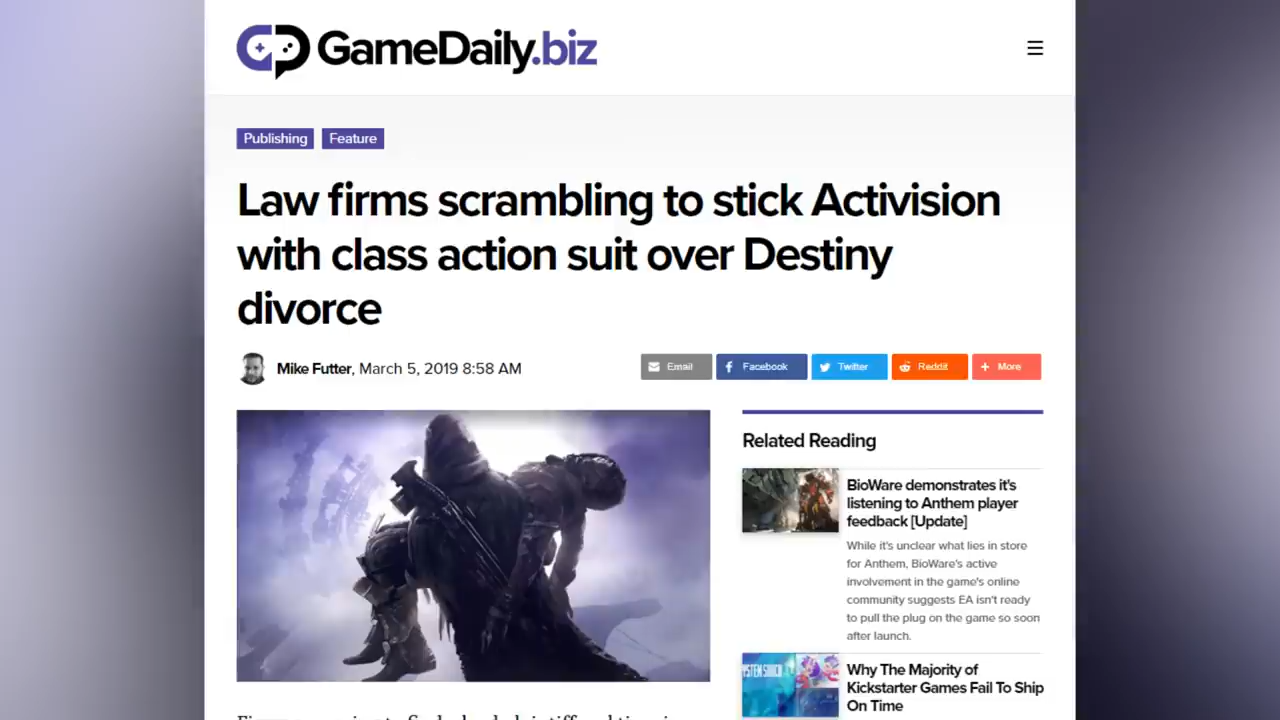 GameDaily.biz
Publishing Feature
Law firms scrambling to stick Activision
with class action suit over Destiny
divorce
Mike Futter, March 5, 2019 8:58 AM
Email Facebook Twitter Reddit More
Related Reading
BioWare demonstrates it's
listening to Anthem player
feedback [Update]
While it's unclear what lies in store
for Anthem, BioWare's active
involvement in the game's online
community suggests EA isn't ready
to pull the plug on the game so soon
after launch.
Why The Majority of
Kickstarter Games Fail To Ship
On Time